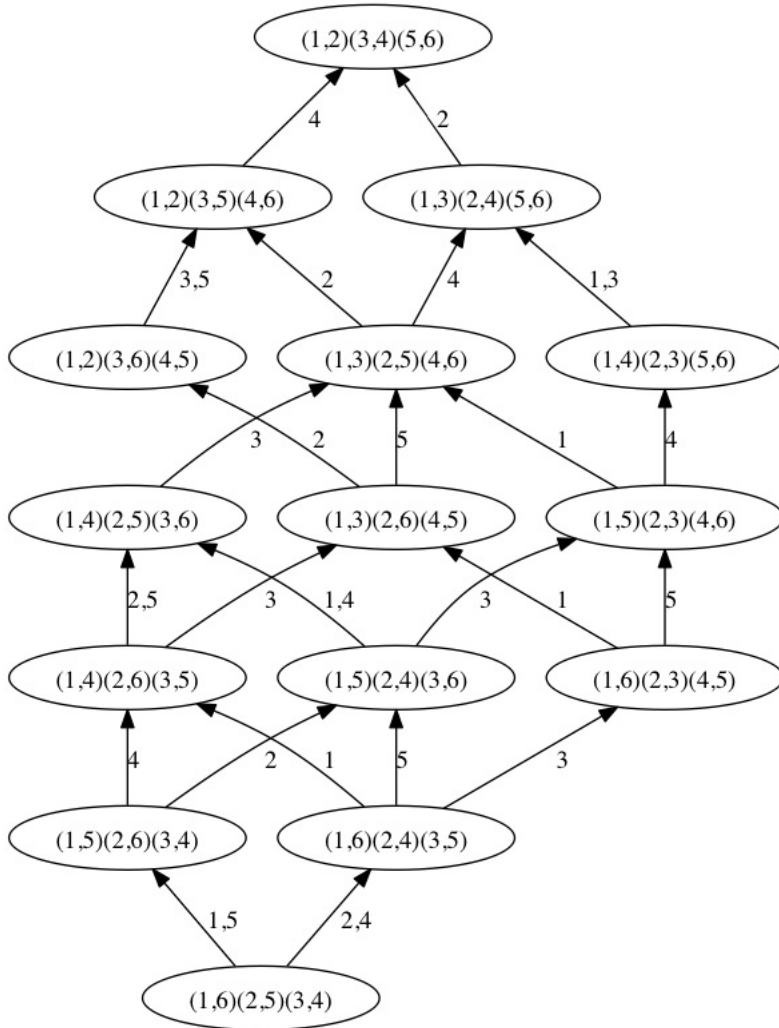 (1,2)(3,4)(5,6)
4 2
(1,2)(3,5)(4,6) (1,3)(2,4)(5,6)
3,5 2 4 1,3
(1,2)(3,6)(4,5) (1,3)(2,5)(4,6) (1,4)(2,3)(5,6)
3 2 5 1 4
(1,4)(2,5)(3,6) (1,3)(2,6)(4,5) (1,5)(2,3)(4,6)
2,5 3 1,4 3 1 5
(1,4)(2,6)(3,5) (1,5)(2,4)(3,6) (1,6)(2,3)(4,5)
4 2 1 5 3
(1,5)(2,6)(3,4) (1,6)(2,4)(3,5)
1,5 2,4
(1,6)(2,5)(3,4)